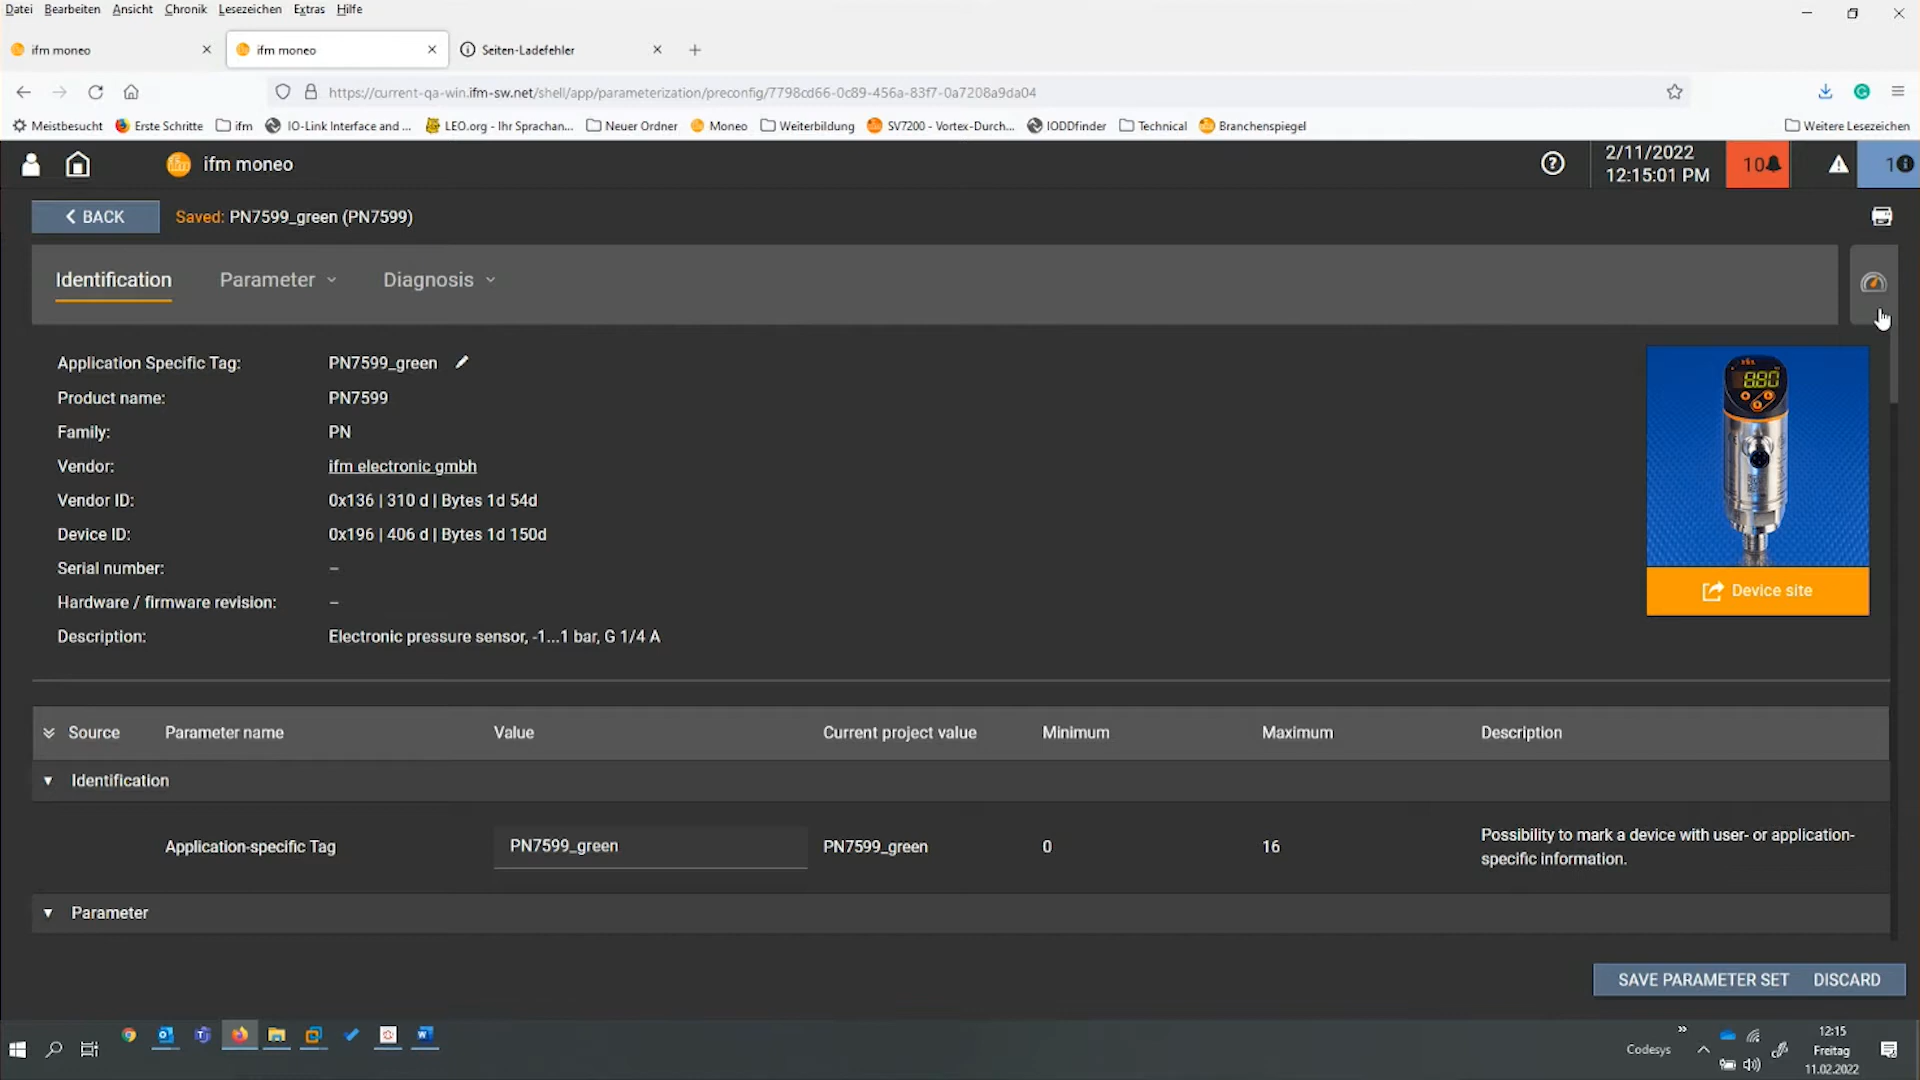 Datei Bearbeiten Ansicht Chronik Lesezeichen Extras Hilfe
ifm moneo
ifm moneo
Seiten-Ladefehler
https://current-qa-win.ifm-sw.net/shell/app/parameterization/preconfig/7798cd66-0c89-456a-83f7-0a7208a9da04
Meistbesucht Erste Schritte ifm IO-Link Interface and ... LEO.org - Ihr Sprachan... Neuer Ordner Moneo Weiterbildung SV7200 - Vortex-Durch... IODDfinder Technical Branchenspiegel Weitere Lesezeichen
ifm moneo
2/11/2022
12:15:01 PM
10
1
BACK
Saved: PN7599_green (PN7599)
Identification Parameter Diagnosis
Application Specific Tag: PN7599_green
Product name: PN7599
Family: PN
Vendor: ifm electronic gmbh
Vendor ID: 0x136 | 310 d | Bytes 1d 54d
Device ID: 0x196 | 406 d | Bytes 1d 150d
Serial number: –
Hardware / firmware revision: –
Description: Electronic pressure sensor, -1...1 bar, G 1/4 A
8.80
Device site
Source Parameter name Value Current project value Minimum Maximum Description
Identification
Application-specific Tag PN7599_green PN7599_green 0 16 Possibility to mark a device with user- or application-
specific information.
Parameter
SAVE PARAMETER SET DISCARD
Codesys
12:15
Freitag
11.02.2022